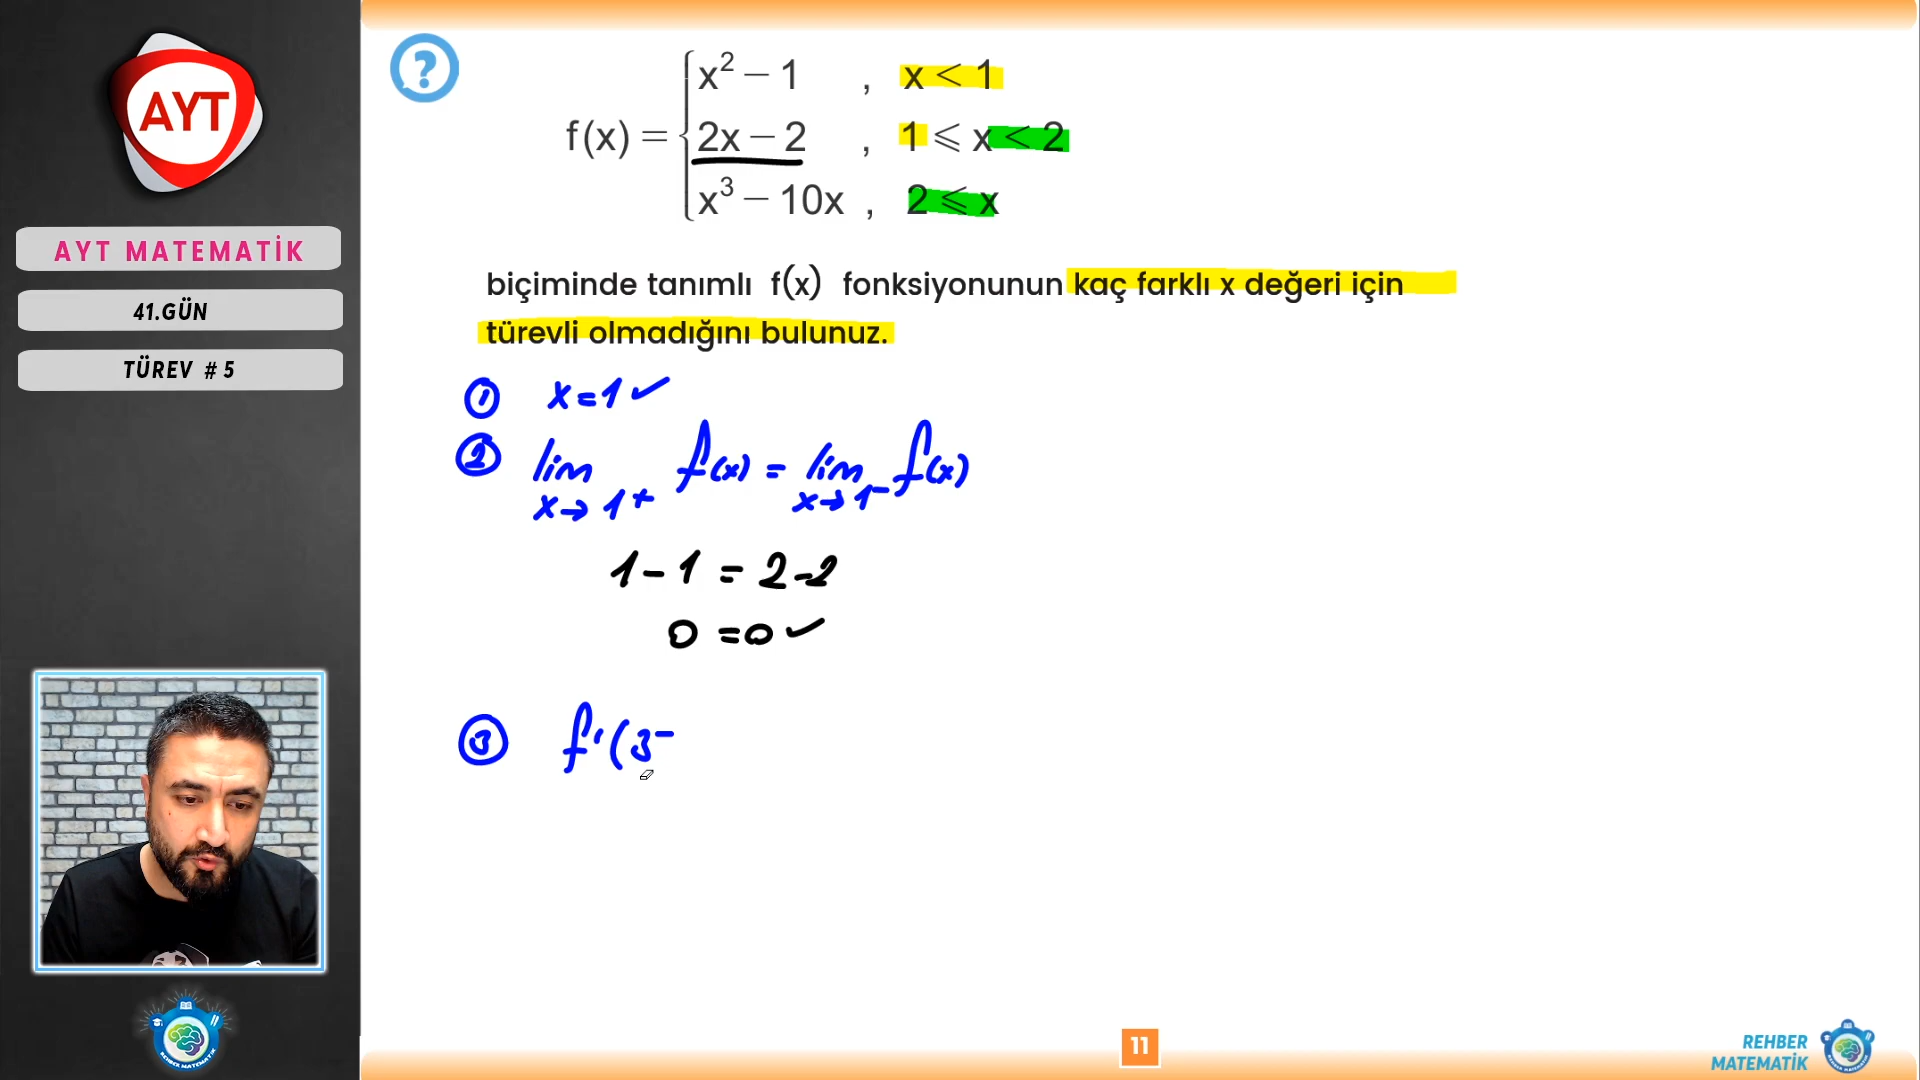 AYT
AYT MATEMATİK
41.GÜN
TÜREV # 5
?
f(x) = { x² − 1 , x < 1
2x − 2 , 1 ⩽ x < 2
x³ − 10x , 2 ⩽ x
biçiminde tanımlı f(x) fonksiyonunun kaç farklı x değeri için
türevli olmadığını bulunuz.
① x = 1 ✓
② lim x→1⁺ f(x) = lim x→1⁻ f(x)
1 − 1 = 2 − 2
0 = 0 ✓
③ f'(3⁻
11
REHBER
MATEMATİK
REHBER MATEMATİK